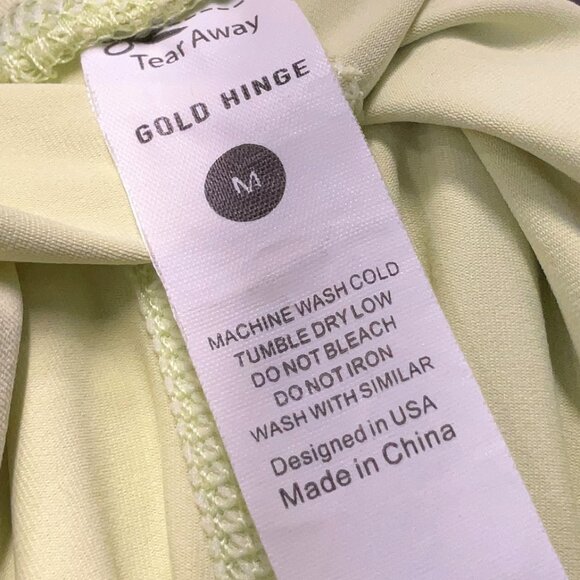 Tear Away
GOLD HINGE
M
MACHINE WASH COLD
TUMBLE DRY LOW
DO NOT BLEACH
DO NOT IRON
WASH WITH SIMILAR
Designed in USA
Made in China